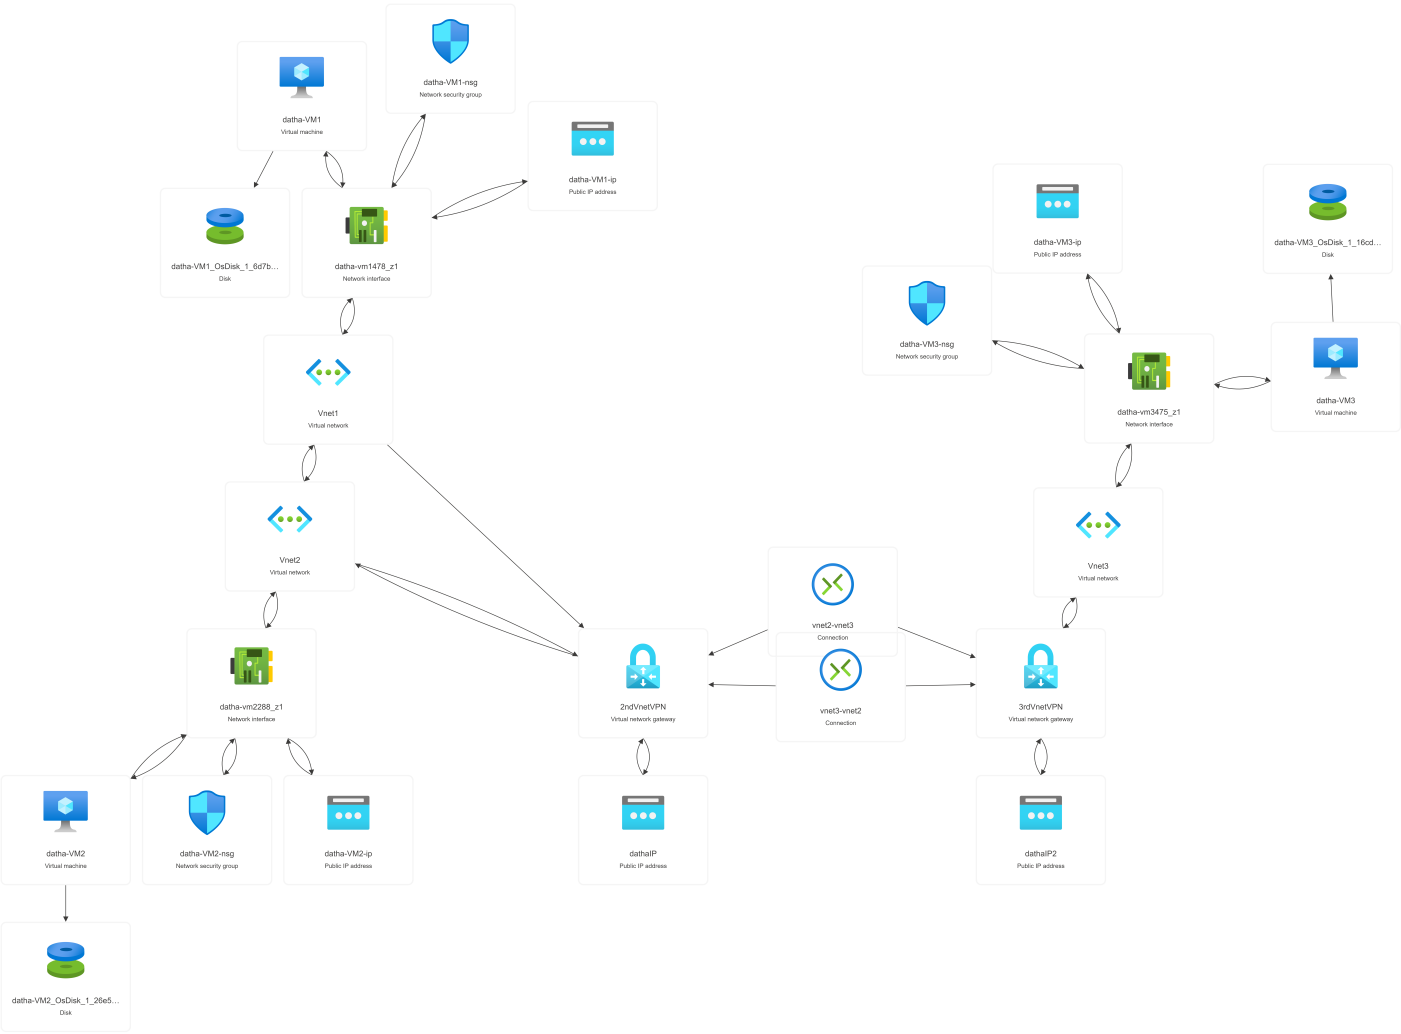 datha-VM1-nsg
Network security group
datha-VM1
Virtual machine
datha-VM1-ip
Public IP address
datha-VM1_OsDisk_1_6d7b...
Disk
datha-vm1478_z1
Network interface
datha-VM3-ip
Public IP address
datha-VM3_OsDisk_1_16cd...
Disk
datha-VM3-nsg
Network security group
datha-vm3475_z1
Network interface
datha-VM3
Virtual machine
Vnet1
Virtual network
Vnet2
Virtual network
Vnet3
Virtual network
vnet2-vnet3
Connection
datha-vm2288_z1
Network interface
2ndVnetVPN
Virtual network gateway
vnet3-vnet2
Connection
3rdVnetVPN
Virtual network gateway
datha-VM2
Virtual machine
datha-VM2-nsg
Network security group
datha-VM2-ip
Public IP address
dathaIP
Public IP address
dathaIP2
Public IP address
datha-VM2_OsDisk_1_26e5...
Disk